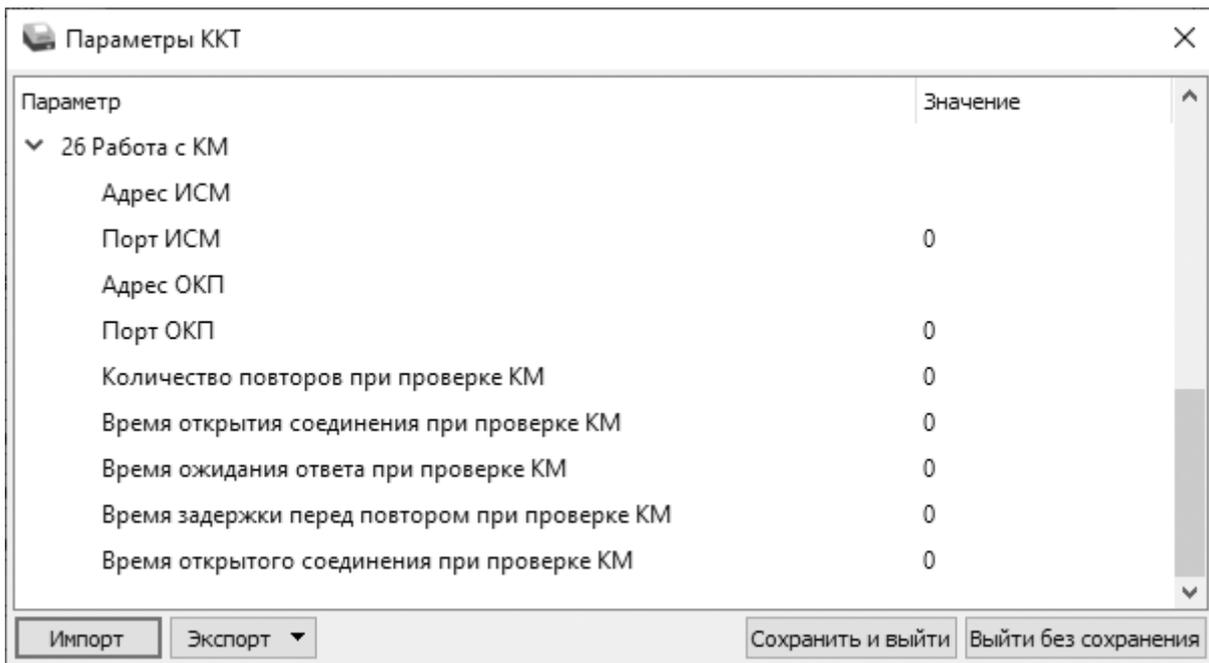 Параметры ККТ
Параметр Значение
26 Работа с КМ
Адрес ИСМ
Порт ИСМ 0
Адрес ОКП
Порт ОКП 0
Количество повторов при проверке КМ 0
Время открытия соединения при проверке КМ 0
Время ожидания ответа при проверке КМ 0
Время задержки перед повтором при проверке КМ 0
Время открытого соединения при проверке КМ 0
Импорт Экспорт Сохранить и выйти Выйти без сохранения